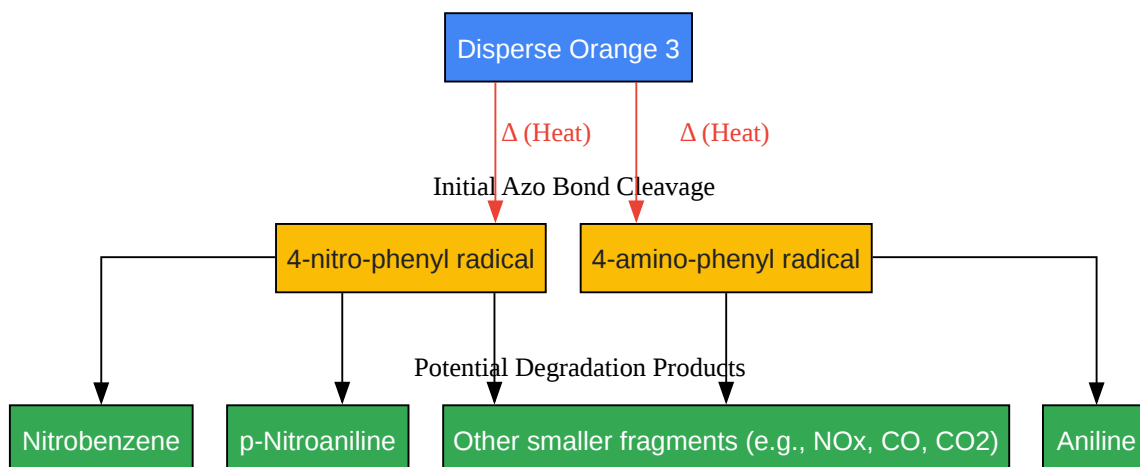 Disperse Orange 3
Δ (Heat)
Δ (Heat)
Initial Azo Bond Cleavage
4-nitro-phenyl radical
4-amino-phenyl radical
Potential Degradation Products
Nitrobenzene
p-Nitroaniline
Other smaller fragments (e.g., NOx, CO, CO2)
Aniline